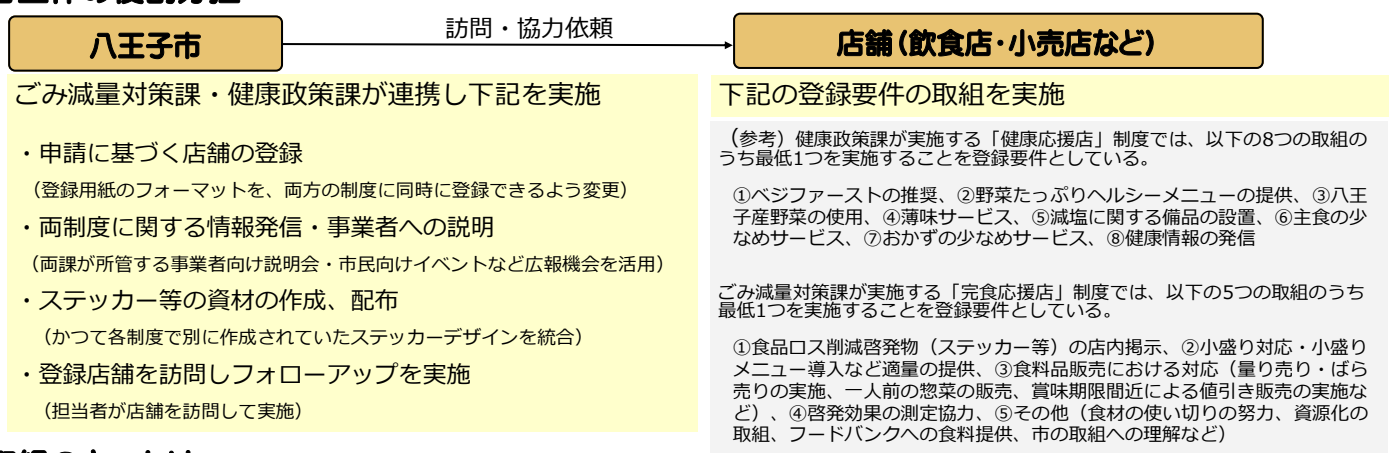 八王子市
訪問・協力依頼
店舗（飲食店・小売店など）
ごみ減量対策課・健康政策課が連携し下記を実施
・申請に基づく店舗の登録
（登録用紙のフォーマットを、両方の制度に同時に登録できるよう変更）
・両制度に関する情報発信・事業者への説明
（両課が所管する事業者向け説明会・市民向けイベントなど広報機会を活用）
・ステッカー等の資材の作成、配布
（かつて各制度で別に作成されていたステッカーデザインを統合）
・登録店舗を訪問しフォローアップを実施
（担当者が店舗を訪問して実施）
下記の登録要件の取組を実施
（参考）健康政策課が実施する「健康応援店」制度では、以下の8つの取組の
うち最低1つを実施することを登録要件としている。
①ベジファーストの推奨、②野菜たっぷりヘルシーメニューの提供、③八王
子産野菜の使用、④薄味サービス、⑤減塩に関する備品の設置、⑥主食の少
なめサービス、⑦おかずの少なめサービス、⑧健康情報の発信
ごみ減量対策課が実施する「完食応援店」制度では、以下の5つの取組のうち
最低1つを実施することを登録要件としている。
①食品ロス削減啓発物（ステッカー等）の店内掲示、②小盛り対応・小盛り
メニュー導入など適量の提供、③食料品販売における対応（量り売り・ばら
売りの実施、一人前の惣菜の販売、賞味期限間近による値引き販売の実施な
ど）、④啓発効果の測定協力、⑤その他（食材の使い切りの努力、資源化の
取組、フードバンクへの食料提供、市の取組への理解など）